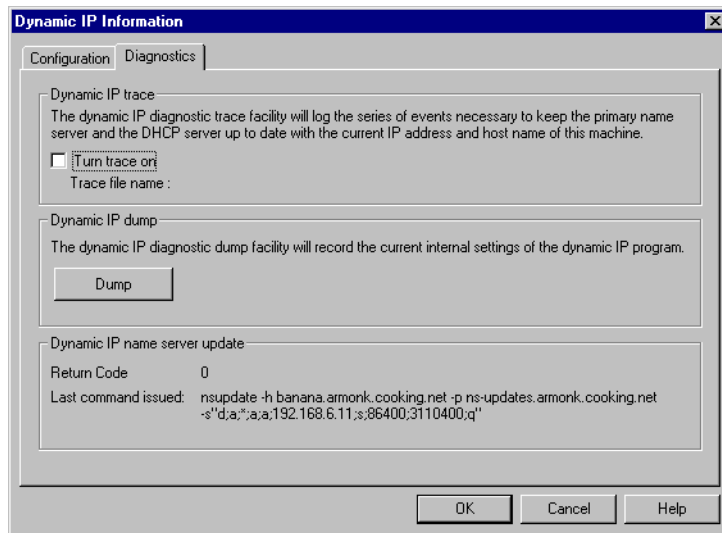 Dynamic IP Information
Configuration
Diagnostics
Dynamic IP trace
The dynamic IP diagnostic trace facility will log the series of events necessary to keep the primary name
server and the DHCP server up to date with the current IP address and host name of this machine.
Turn trace on
Trace file name :
Dynamic IP dump
The dynamic IP diagnostic dump facility will record the current internal settings of the dynamic IP program.
Dump
Dynamic IP name server update
Return Code 0
Last command issued: nsupdate -h banana.armonk.cooking.net -p ns-updates.armonk.cooking.net
-s"d;a;*;a;a;192.168.6.11;s;86400;3110400;q"
OK Cancel Help